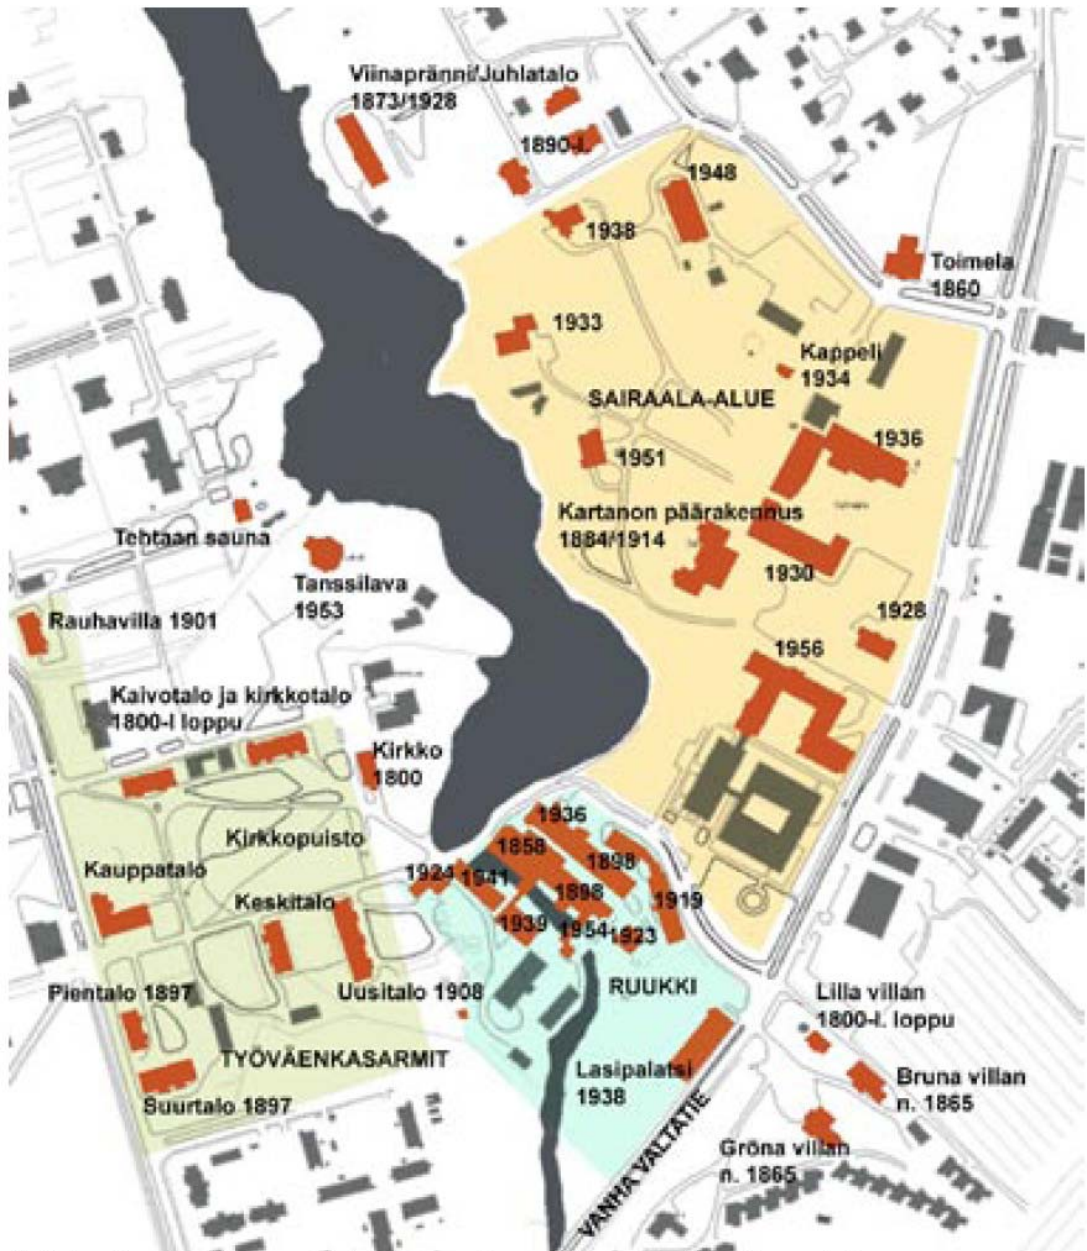 Viinapränni/Juhlatalo
1873/1928
1890-l.
1948
1938
Toimela
1860
1933
Kappeli
1934
SAIRAALA-ALUE
1936
1951
Kartanon päärakennus
1884/1914
Tehtaan sauna
1930
Tanssilava
1953
1928
Rauhavilla 1901
1956
Kaivotalo ja kirkkotalo
1800-l loppu
Kirkko
1800
1936
Kirkkopuisto
1858
1898
Kauppatalo
1924
1941
1898
Keskitalo
1919
1939
1954
1923
Pientalo 1897
Uusitalo 1908
RUUKKI
Lilla villan
1800-l. loppu
TYÖVÄENKASARMIT
Lasipalatsi
1938
Bruna villan
n. 1865
Suurtalo 1897
VANHA VALTATIE
Gröna villan
n. 1865